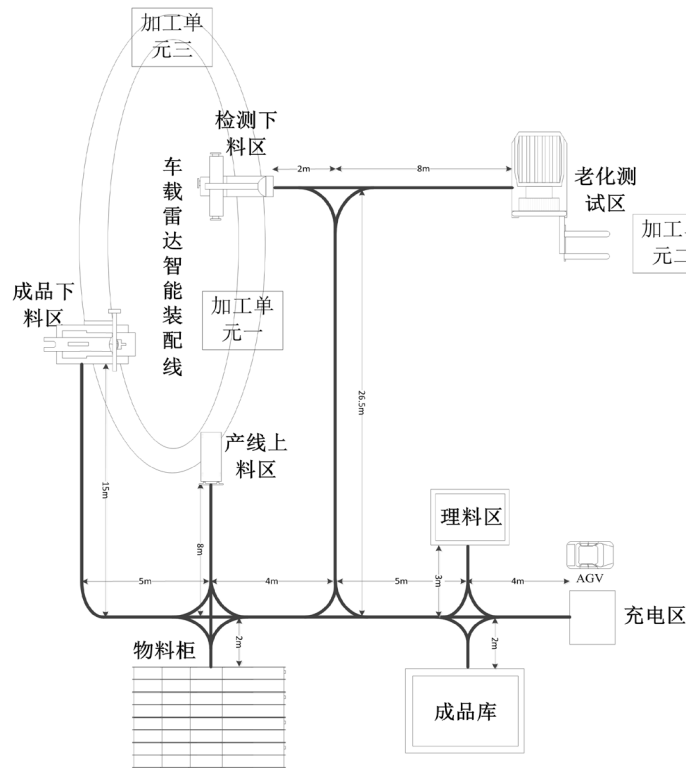 加工单
元三
检测下
料区
2m
8m
老化测
试区
车载雷达智能装配线
加工单
元二
成品下
料区
加工单
元一
26.5m
产线上
料区
15m
8m
理料区
3m
AGV
5m
4m
5m
4m
充电区
物料柜
2m
2m
成品库